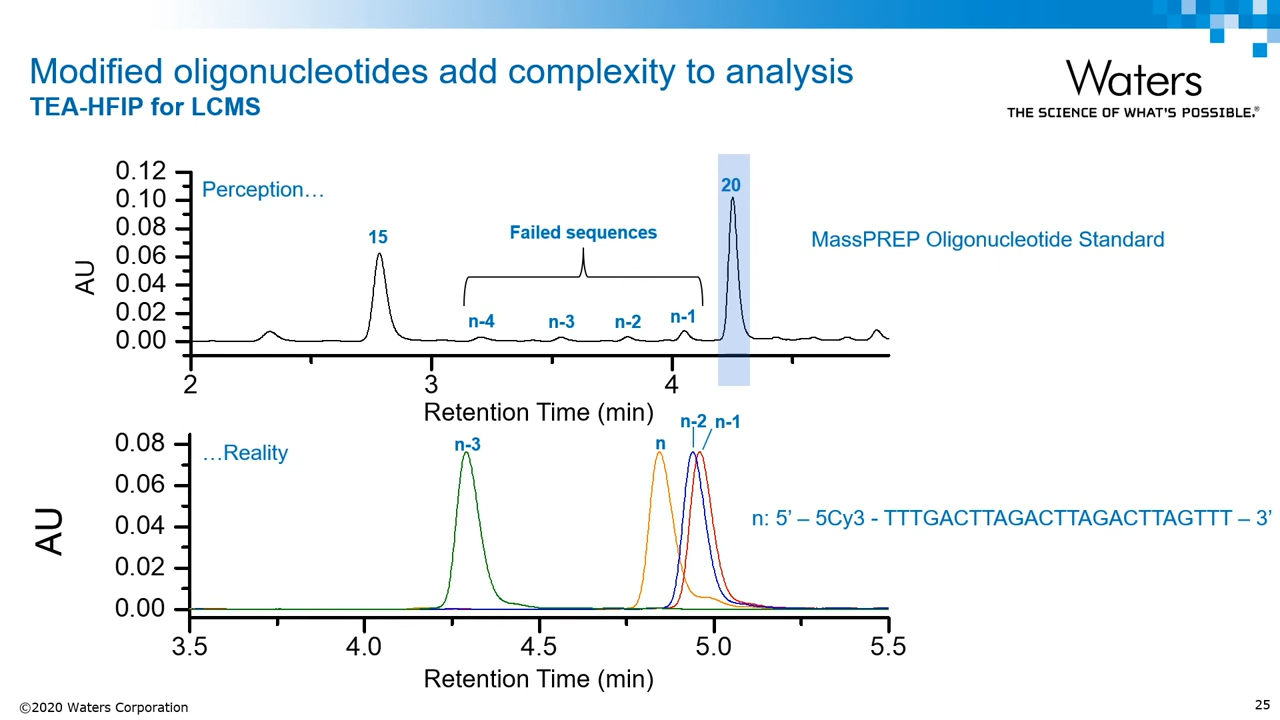 Modified oligonucleotides add complexity to analysis
TEA-HFIP for LCMS
Waters
THE SCIENCE OF WHAT'S POSSIBLE.®
0.12
0.10
0.08
0.06
0.04
0.02
0.00
AU
Perception…
15
Failed sequences
n-4
n-3
n-2
n-1
20
MassPREP Oligonucleotide Standard
2
3
4
Retention Time (min)
0.08
0.06
0.04
0.02
0.00
AU
…Reality
n-3
n
n-2
n-1
n: 5’ – 5Cy3 - TTTGACTTAGACTTAGACTTAGTTT – 3’
3.5
4.0
4.5
5.0
5.5
Retention Time (min)
©2020 Waters Corporation
25